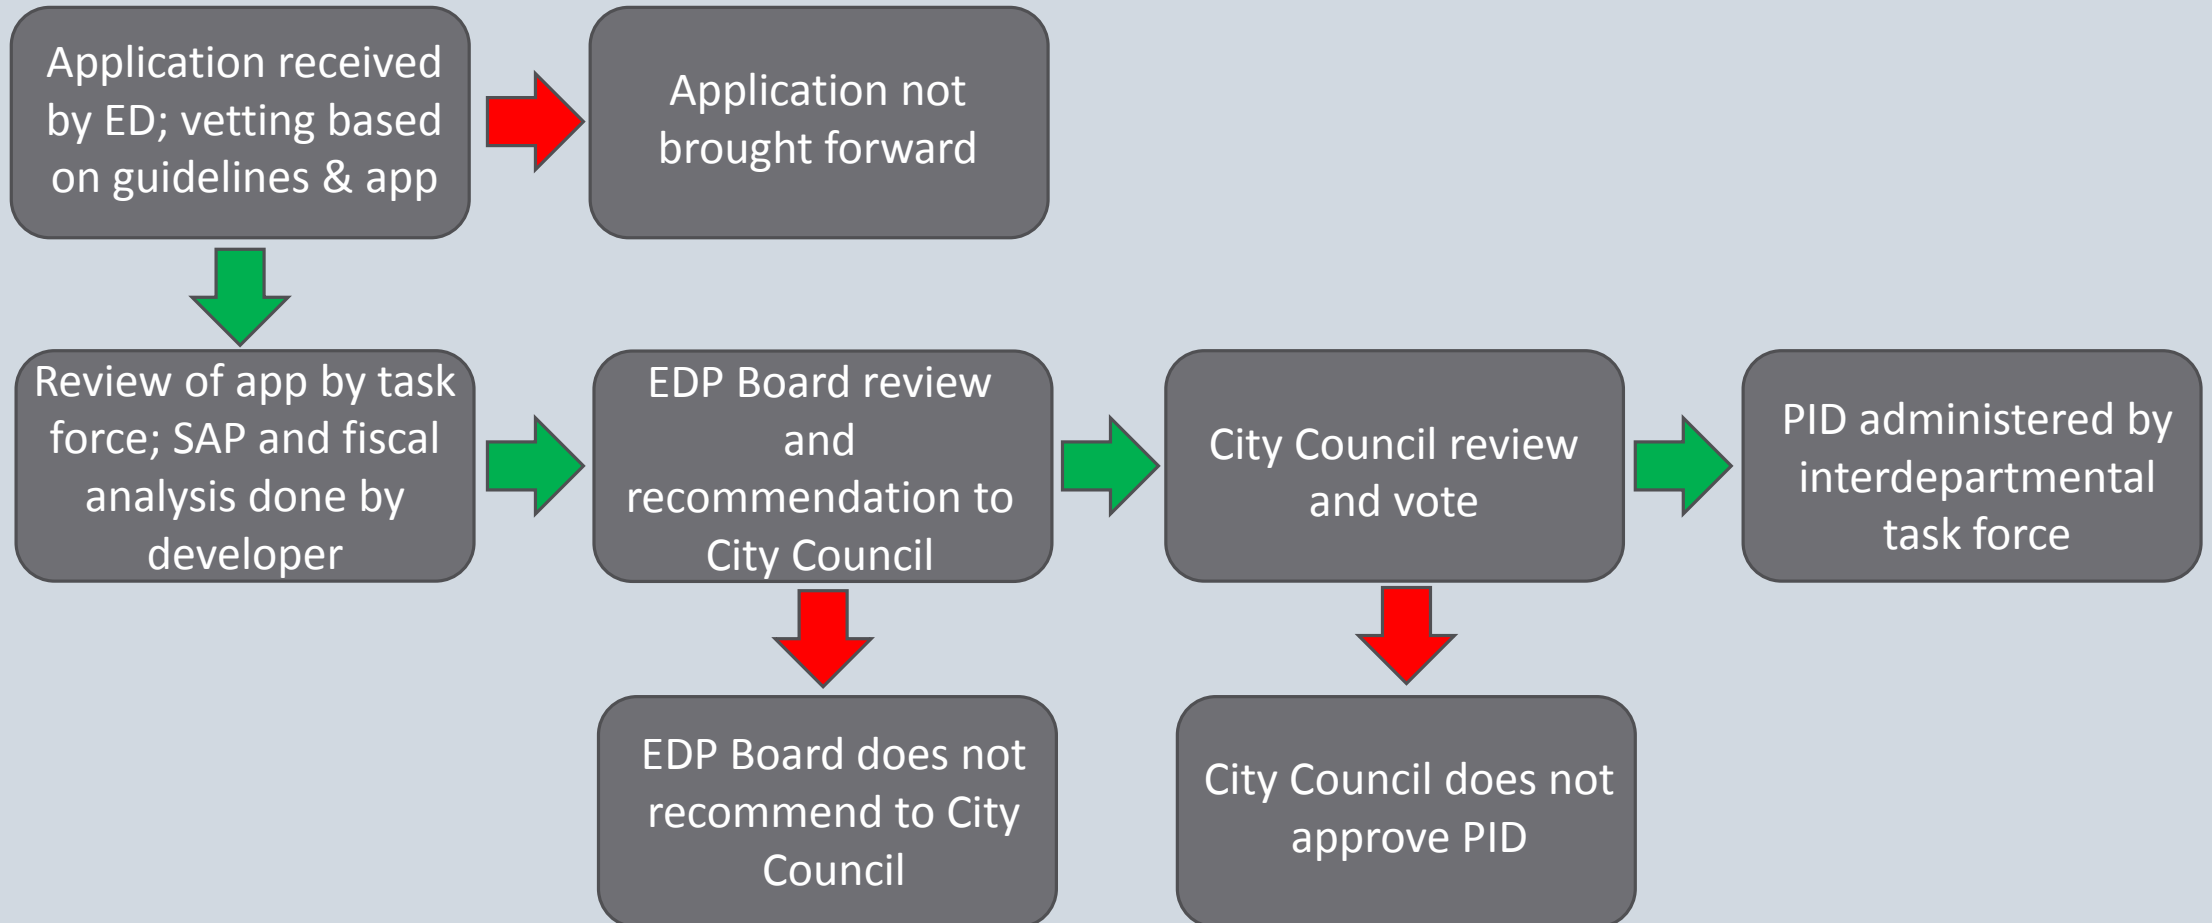 Application received
by ED; vetting based
on guidelines & app
Application not
brought forward
Review of app by task
force; SAP and fiscal
analysis done by
developer
EDP Board review
and
recommendation to
City Council
City Council review
and vote
PID administered by
interdepartmental
task force
EDP Board does not
recommend to City
Council
City Council does not
approve PID